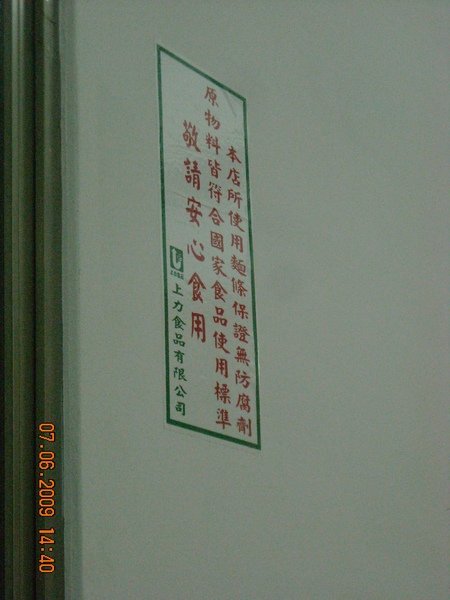 本店所使用麵條保證無防腐劑
原物料皆符合國家食品使用標準
敬請安心食用
上力食品有限公司
07.06.2009 14:40